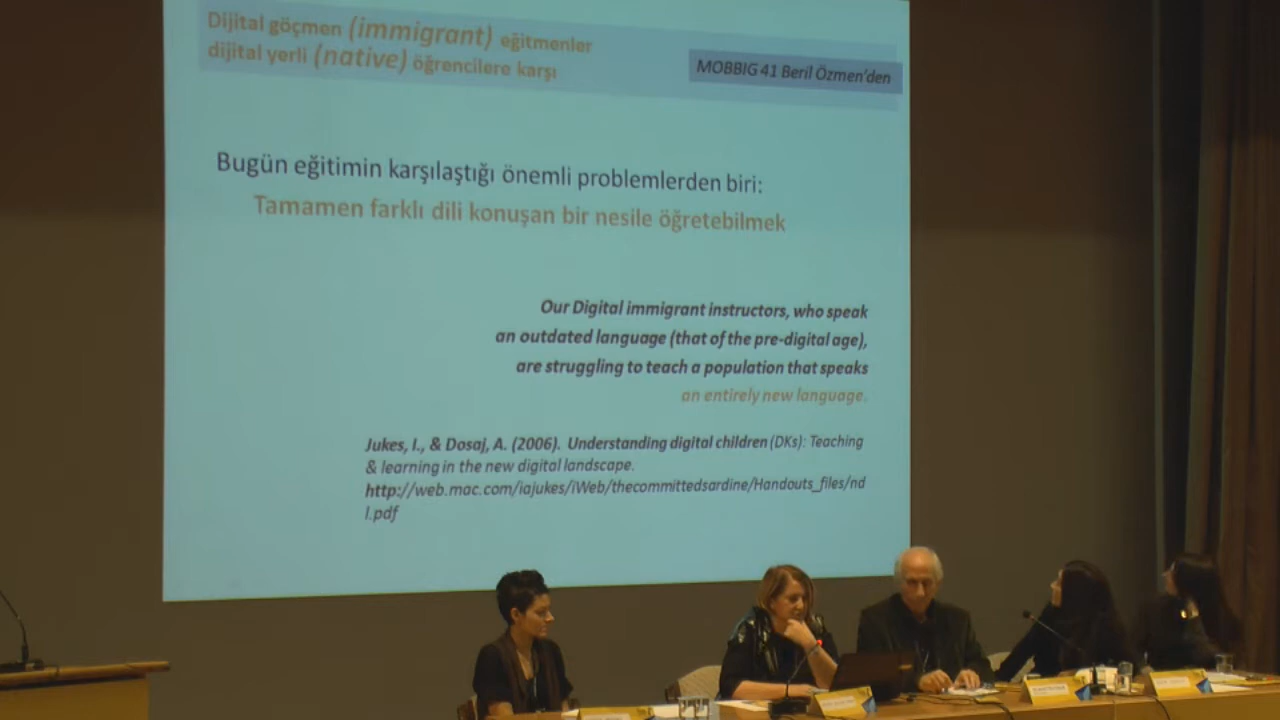 Dijital göçmen (immigrant) eğitmenler
dijital yerli (native) öğrencilere karşı
MOBBIG 41 Beril Özmen'den
Bugün eğitimin karşılaştığı önemli problemlerden biri:
Tamamen farklı dili konuşan bir nesile öğretebilmek
Our Digital immigrant instructors, who speak
an outdated language (that of the pre-digital age),
are struggling to teach a population that speaks
an entirely new language.
Jukes, I., & Dosaj, A. (2006). Understanding digital children (DKs): Teaching
& learning in the new digital landscape.
http://web.mac.com/iajukes/iWeb/thecommittedsardine/Handouts_files/nd
l.pdf